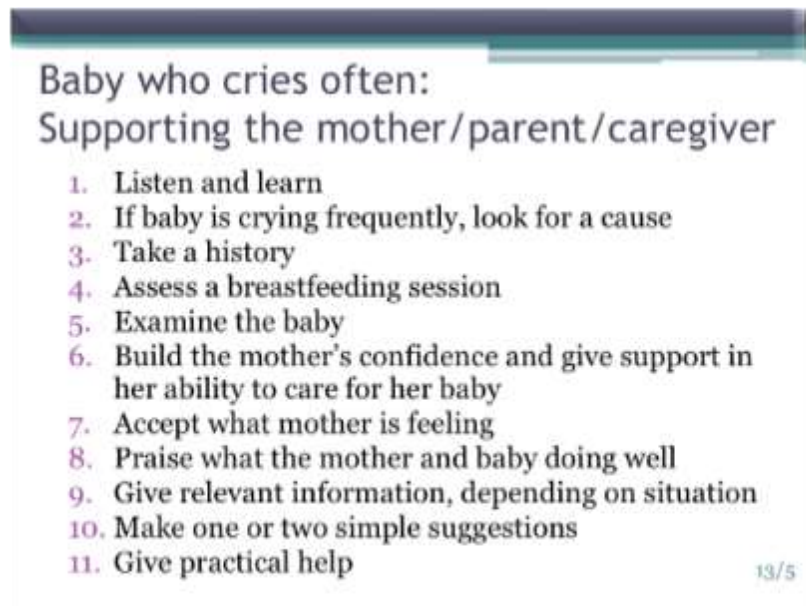 Baby who cries often:
Supporting the mother/parent/caregiver
1. Listen and learn
2. If baby is crying frequently, look for a cause
3. Take a history
4. Assess a breastfeeding session
5. Examine the baby
6. Build the mother's confidence and give support in
her ability to care for her baby
7. Accept what mother is feeling
8. Praise what the mother and baby doing well
9. Give relevant information, depending on situation
10. Make one or two simple suggestions
11. Give practical help
13/5